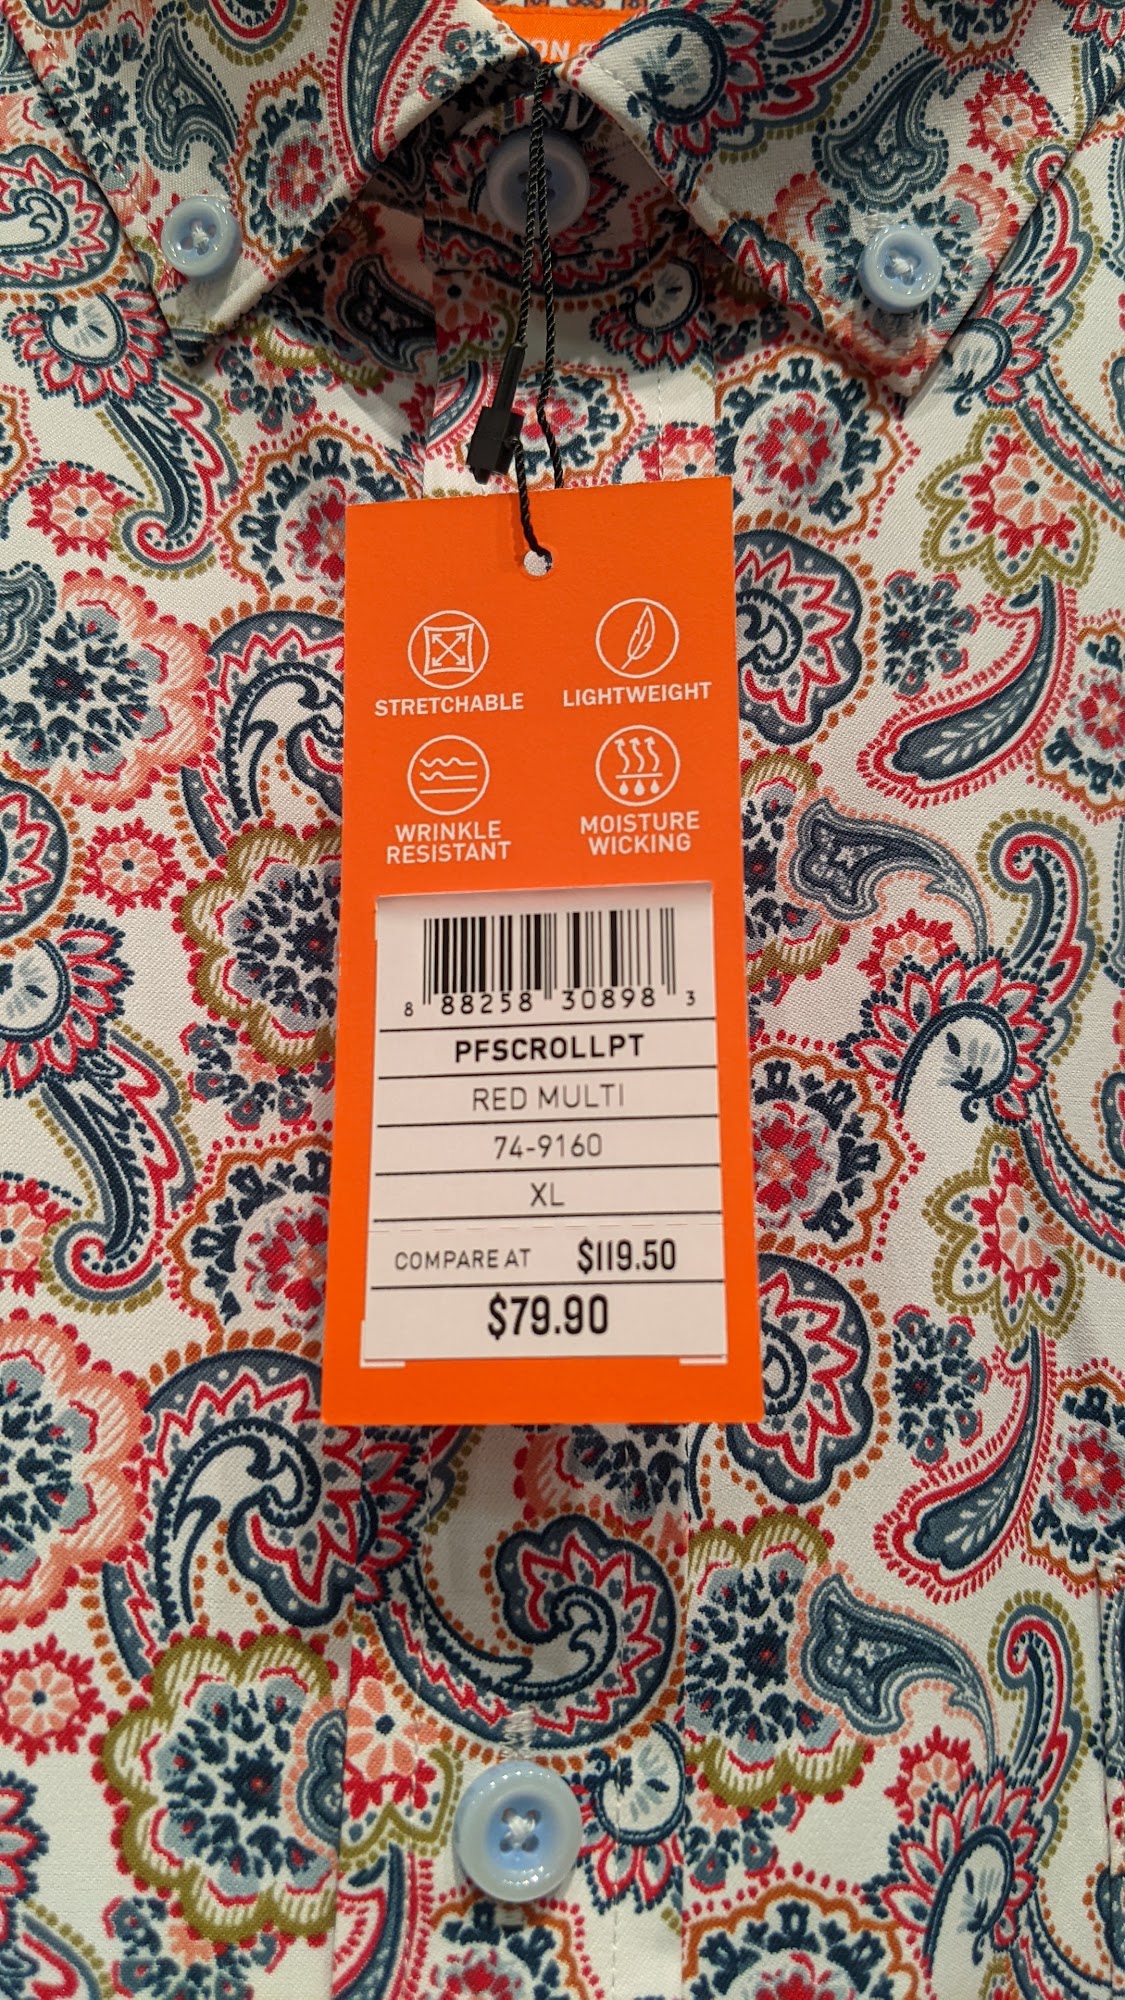 STRETCHABLE
LIGHTWEIGHT
WRINKLE
RESISTANT
MOISTURE
WICKING
8 88258 30898 3
PFSCROLLPT
RED MULTI
74-9160
XL
COMPARE AT $119.50
$79.90